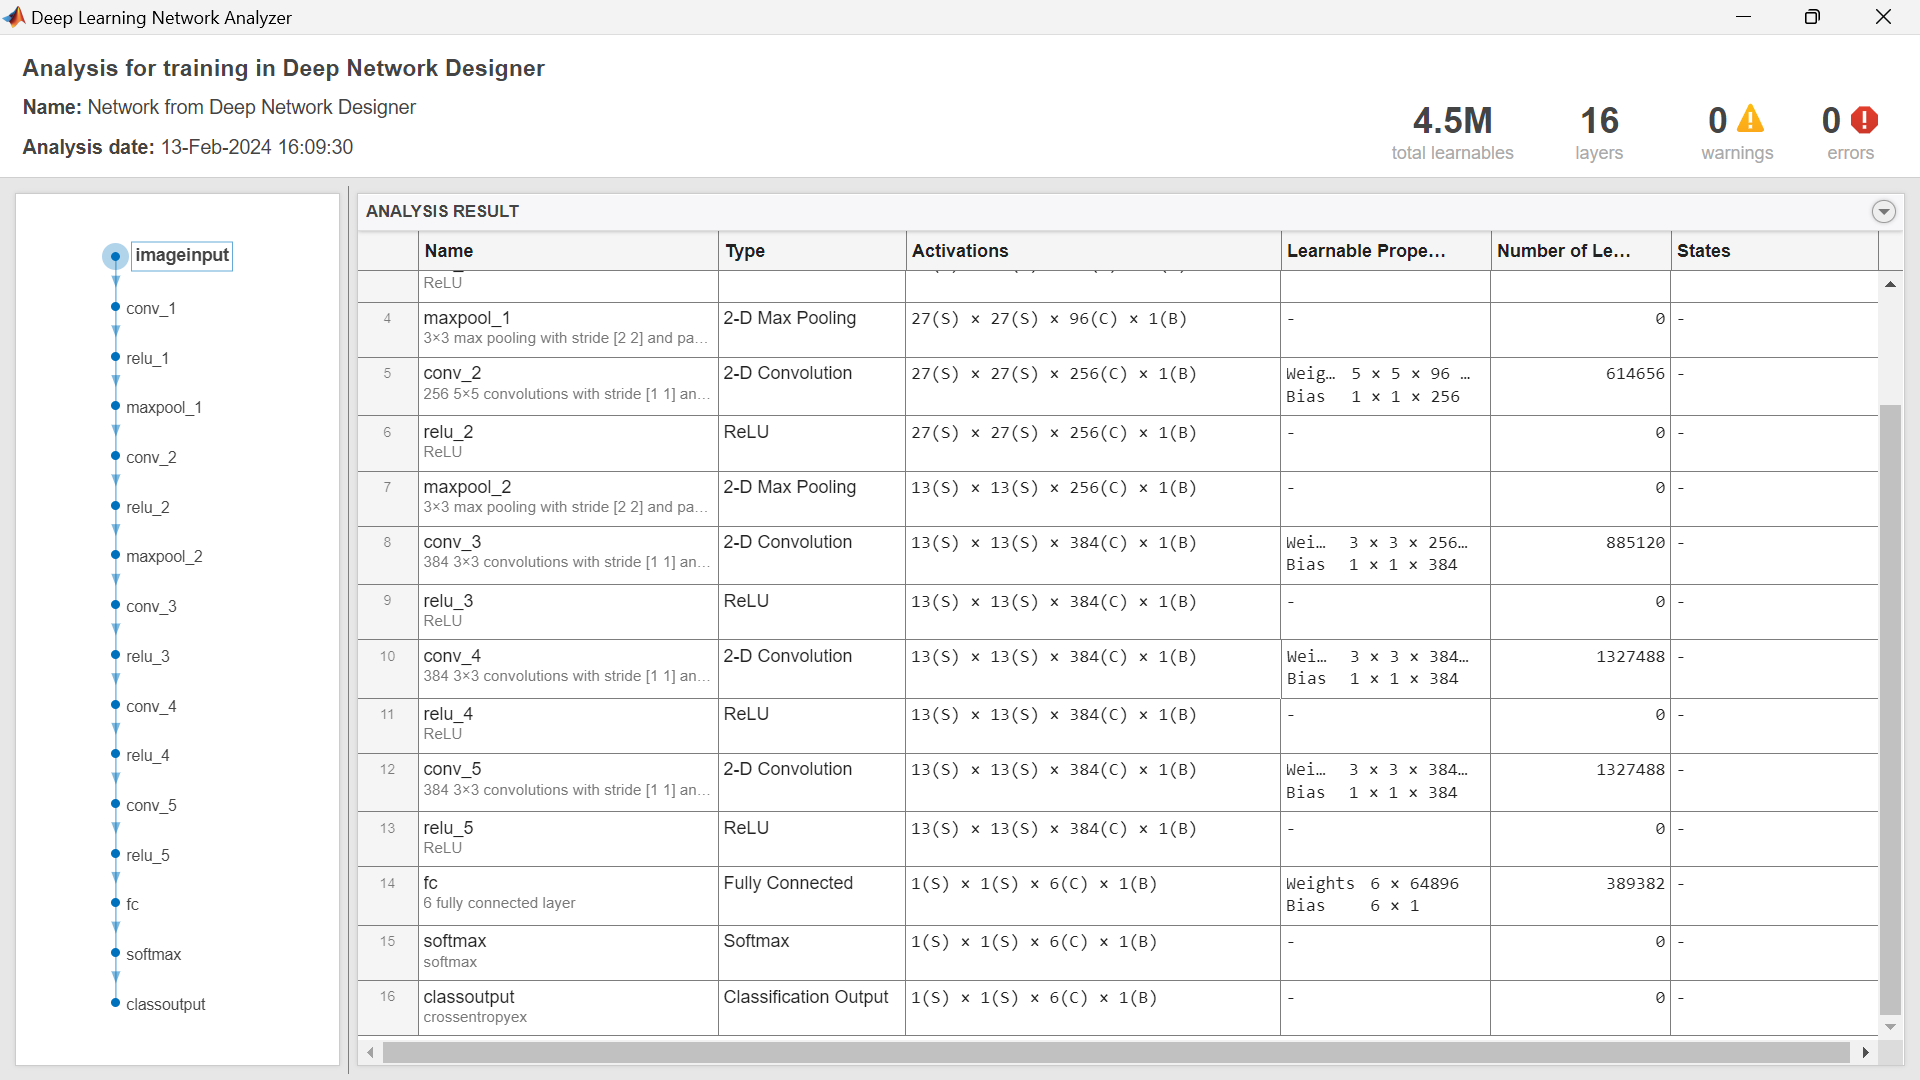 Deep Learning Network Analyzer
Analysis for training in Deep Network Designer
Name: Network from Deep Network Designer
Analysis date: 13-Feb-2024 16:09:30
4.5M
total learnables
16
layers
0
warnings
0
errors
imageinput
conv_1
relu_1
maxpool_1
conv_2
relu_2
maxpool_2
conv_3
relu_3
conv_4
relu_4
conv_5
relu_5
fc
softmax
classoutput
ANALYSIS RESULT
Name Type Activations Learnable Prope... Number of Le... States
ReLU
4 maxpool_1 2-D Max Pooling 27(S) × 27(S) × 96(C) × 1(B) - 0 -
3×3 max pooling with stride [2 2] and pa...
5 conv_2 2-D Convolution 27(S) × 27(S) × 256(C) × 1(B) Weig... 5 × 5 × 96 ... 614656 -
256 5×5 convolutions with stride [1 1] an... Bias 1 × 1 × 256
6 relu_2 ReLU 27(S) × 27(S) × 256(C) × 1(B) - 0 -
ReLU
7 maxpool_2 2-D Max Pooling 13(S) × 13(S) × 256(C) × 1(B) - 0 -
3×3 max pooling with stride [2 2] and pa...
8 conv_3 2-D Convolution 13(S) × 13(S) × 384(C) × 1(B) Wei... 3 × 3 × 256... 885120 -
384 3×3 convolutions with stride [1 1] an... Bias 1 × 1 × 384
9 relu_3 ReLU 13(S) × 13(S) × 384(C) × 1(B) - 0 -
ReLU
10 conv_4 2-D Convolution 13(S) × 13(S) × 384(C) × 1(B) Wei... 3 × 3 × 384... 1327488 -
384 3×3 convolutions with stride [1 1] an... Bias 1 × 1 × 384
11 relu_4 ReLU 13(S) × 13(S) × 384(C) × 1(B) - 0 -
ReLU
12 conv_5 2-D Convolution 13(S) × 13(S) × 384(C) × 1(B) Wei... 3 × 3 × 384... 1327488 -
384 3×3 convolutions with stride [1 1] an... Bias 1 × 1 × 384
13 relu_5 ReLU 13(S) × 13(S) × 384(C) × 1(B) - 0 -
ReLU
14 fc Fully Connected 1(S) × 1(S) × 6(C) × 1(B) Weights 6 × 64896 389382 -
6 fully connected layer Bias 6 × 1
15 softmax Softmax 1(S) × 1(S) × 6(C) × 1(B) - 0 -
softmax
16 classoutput Classification Output 1(S) × 1(S) × 6(C) × 1(B) - 0 -
crossentropyex